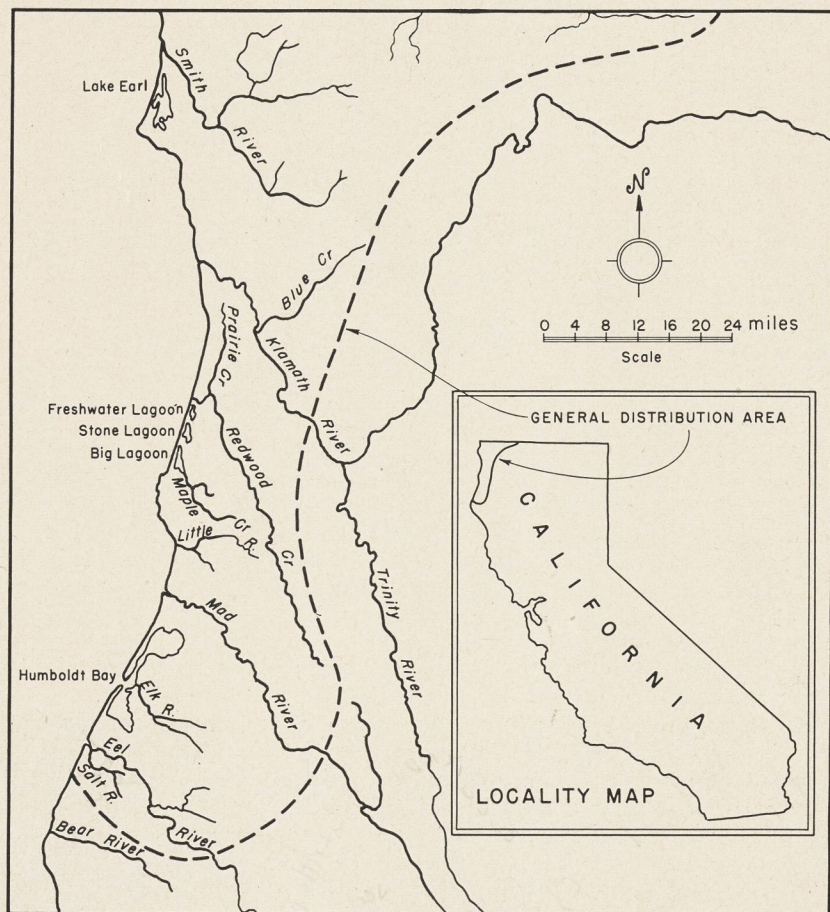 Smith
River
Lake Earl
N
Blue Cr
0 4 8 12 16 20 24 miles
Scale
Prairie Cr
Klamath
River
Freshwater Lagoon
Stone Lagoon
Big Lagoon
Redwood
Cr
Maple
Cr
Little
R.
GENERAL DISTRIBUTION AREA
CALIFORNIA
Trinity
River
Mad
River
Humboldt Bay
Elk R.
Eel
River
Salt R.
Bear River
LOCALITY MAP